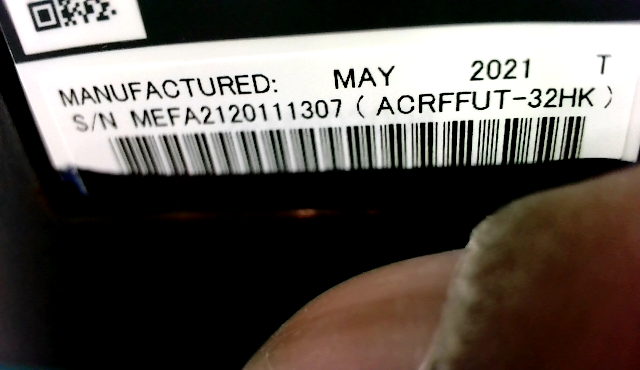 MANUFACTURED: MAY 2021 T
S/N MEFA2120111307 ( ACRFFUT-32HK )